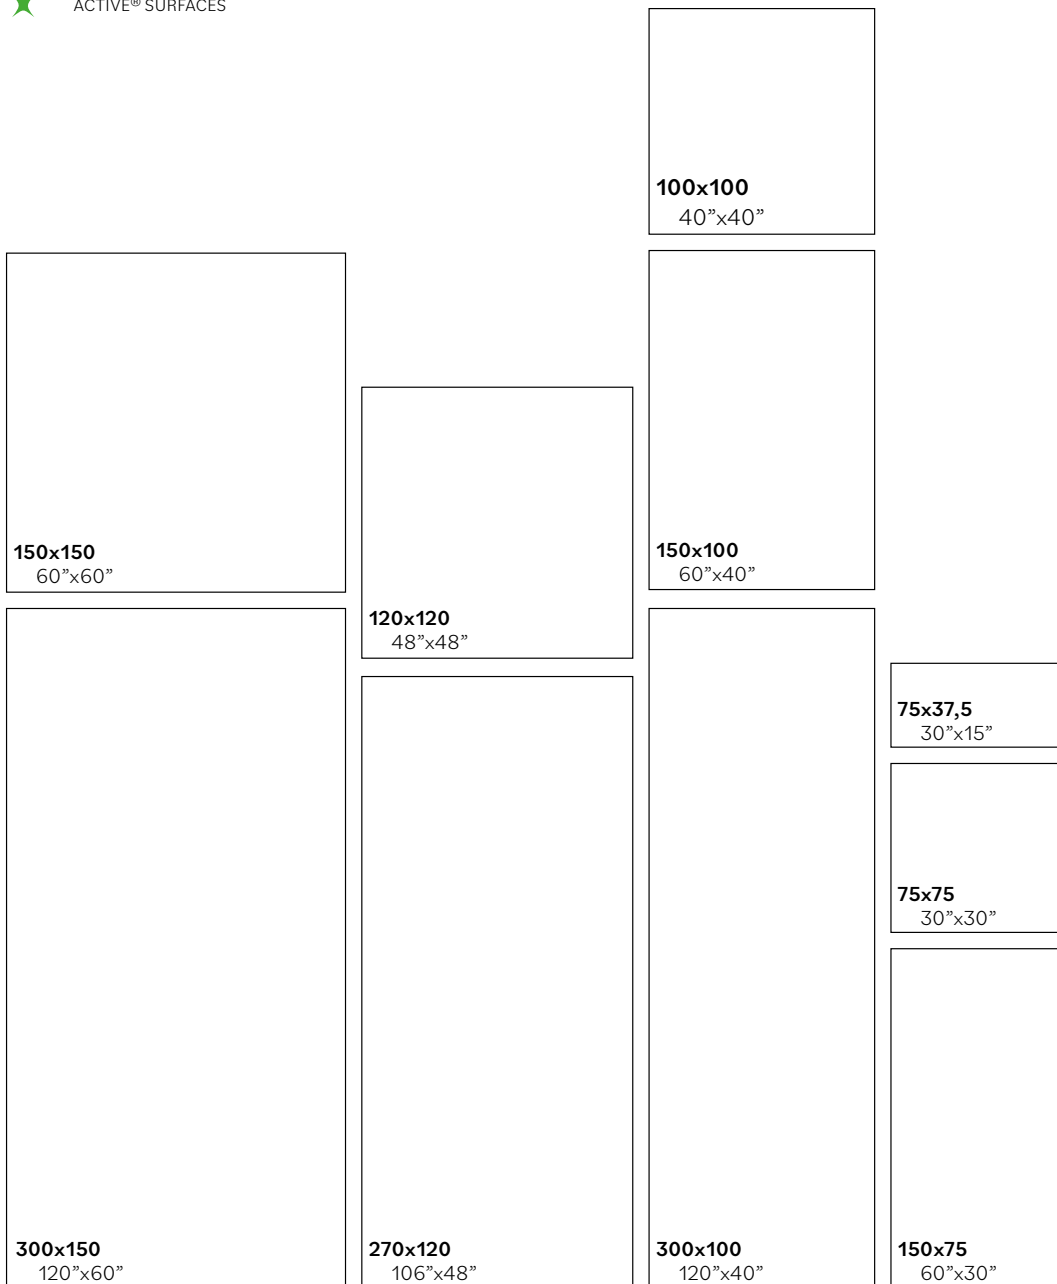 ACTIVE® SURFACES
100x100
40”x40”
150x150
60”x60”
120x120
48”x48”
150x100
60”x40”
75x37,5
30”x15”
75x75
30”x30”
300x150
120”x60”
270x120
106”x48”
300x100
120”x40”
150x75
60”x30”